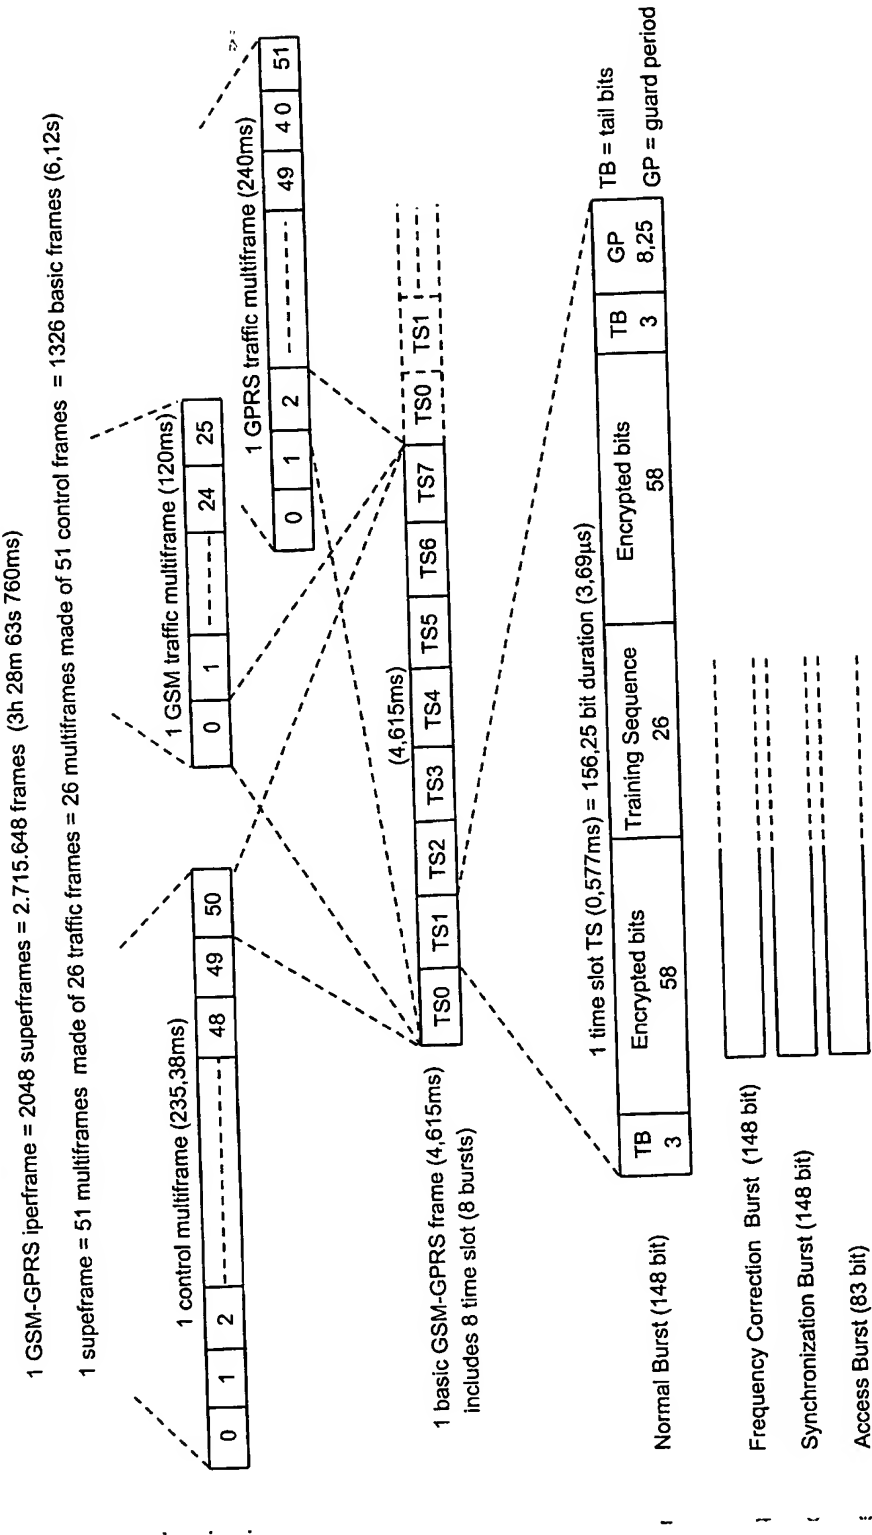 1 GSM-GPRS iperframe = 2048 superframes = 2.715.648 frames (3h 28m 63s 760ms)
1 supeframe = 51 multiframes made of 26 traffic frames = 26 multiframes made of 51 control frames = 1326 basic frames (6,12s)
1 control multiframe (235,38ms)
0 1 2 48 49 50
1 GSM traffic multiframe (120ms)
0 1 24 25
1 GPRS traffic multiframe (240ms)
0 1 2 49 4 0 51
(4,615ms)
TS0 TS1 TS2 TS3 TS4 TS5 TS6 TS7 TS0 TS1
1 basic GSM-GPRS frame (4,615ms)
includes 8 time slot (8 bursts)
1 time slot TS (0,577ms) = 156,25 bit duration (3,69µs)
TB = tail bits
GP = guard period
Normal Burst (148 bit)
TB Encrypted bits Training Sequence Encrypted bits TB GP
3 58 26 58 3 8,25
Frequency Correction Burst (148 bit)
Synchronization Burst (148 bit)
Access Burst (83 bit)